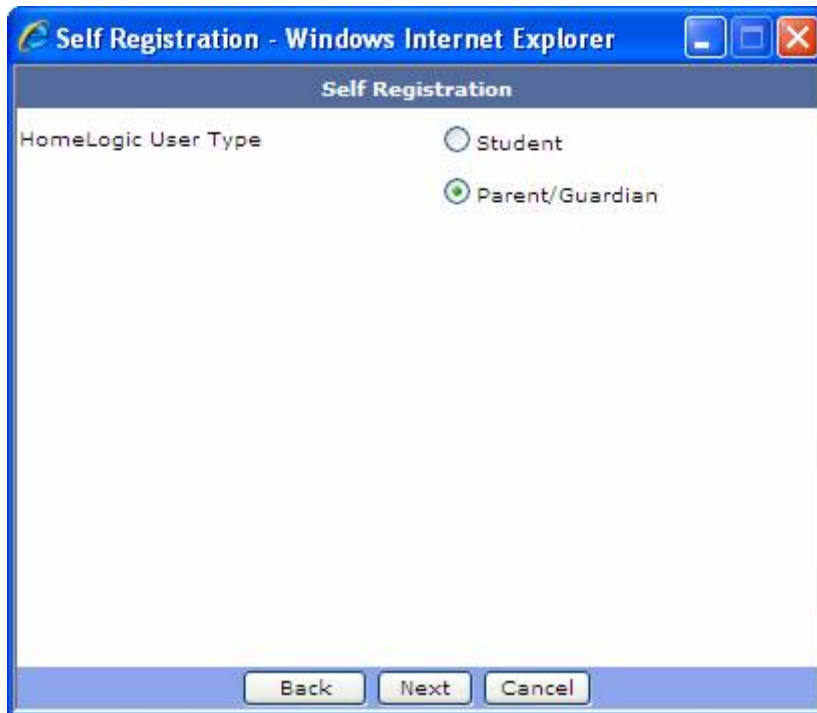 Self Registration - Windows Internet Explorer
Self Registration
HomeLogic User Type
Student
Parent/Guardian
Back Next Cancel